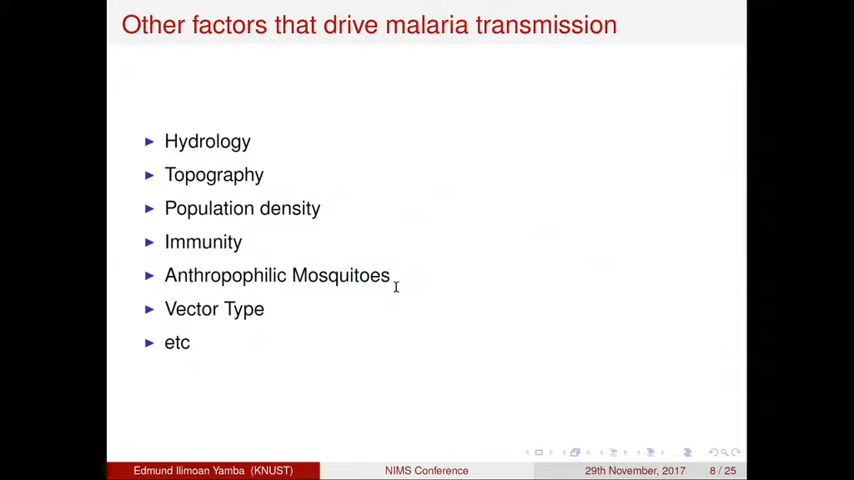 Other factors that drive malaria transmission
Hydrology
Topography
Population density
Immunity
Anthropophilic Mosquitoes
Vector Type
etc
Edmund Ilimoan Yamba (KNUST) NIMS Conference 29th November, 2017 8 / 25